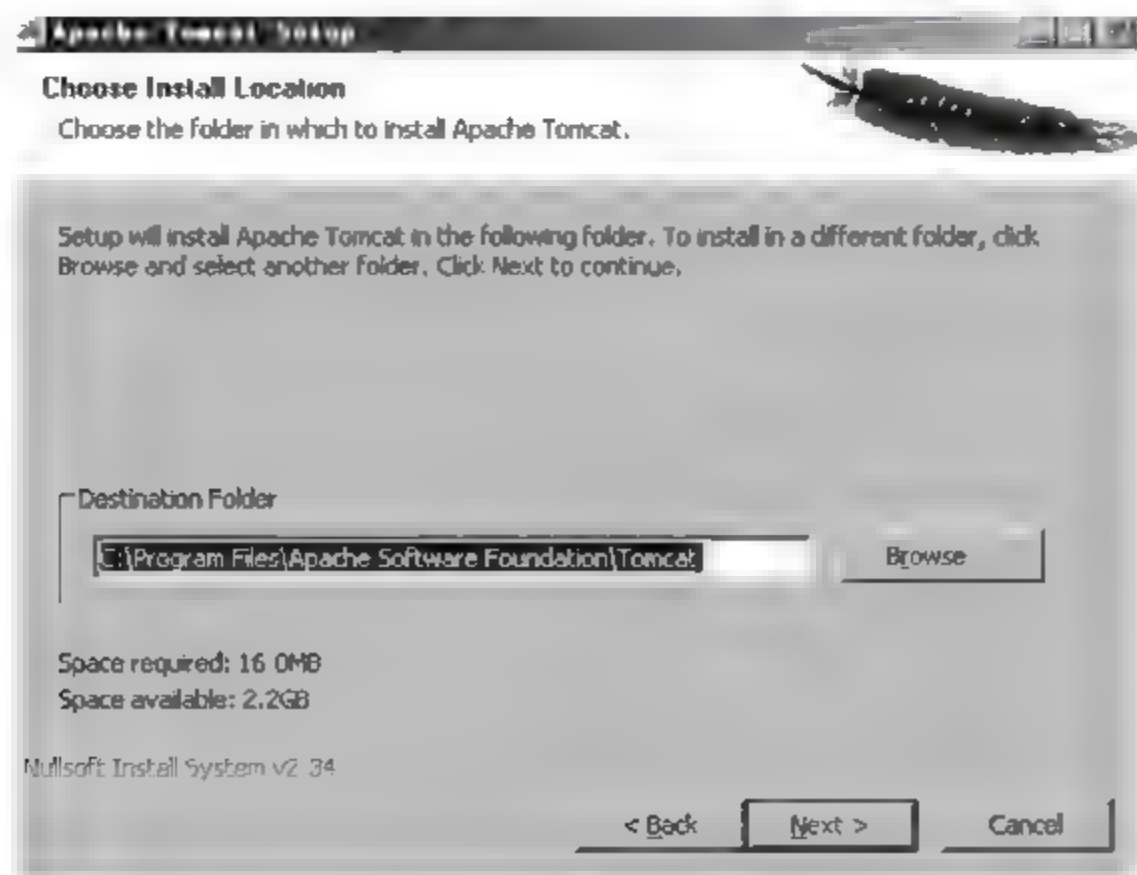 Apache Tomcat Setup
Choose Install Location
Choose the folder in which to install Apache Tomcat.
Setup will install Apache Tomcat in the following folder. To install in a different folder, click
Browse and select another folder. Click Next to continue.
Destination Folder
C:\Program Files\Apache Software Foundation\Tomcat
Browse
Space required: 16 0MB
Space available: 2.2GB
Nullsoft Install System v2 34
< Back
Next >
Cancel